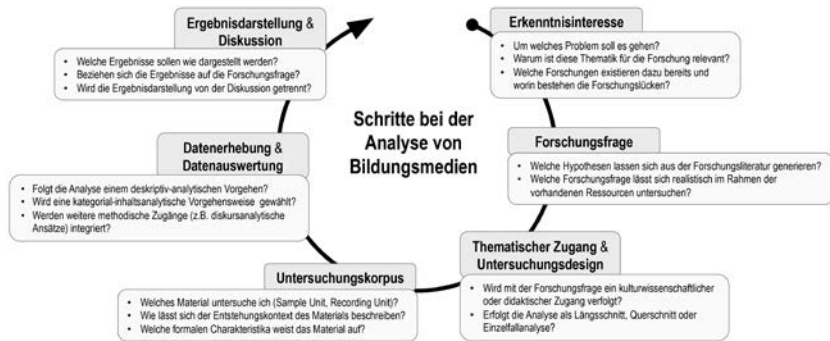 Schritte bei der
Analyse von
Bildungsmedien
Erkenntnisinteresse
• Um welches Problem soll es gehen?
• Warum ist diese Thematik für die Forschung relevant?
• Welche Forschungen existieren dazu bereits und
worin bestehen die Forschungslücken?
Forschungsfrage
• Welche Hypothesen lassen sich aus der Forschungsliteratur generieren?
• Welche Forschungsfrage lässt sich realistisch im Rahmen der
vorhandenen Ressourcen untersuchen?
Thematischer Zugang &
Untersuchungsdesign
• Wird mit der Forschungsfrage ein kulturwissenschaftlicher
oder didaktischer Zugang verfolgt?
• Erfolgt die Analyse als Längsschnitt, Querschnitt oder
Einzelfallanalyse?
Untersuchungskorpus
• Welches Material untersuche ich (Sample Unit, Recording Unit)?
• Wie lässt sich der Entstehungskontext des Materials beschreiben?
• Welche formalen Charakteristika weist das Material auf?
Datenerhebung &
Datenauswertung
• Folgt die Analyse einem deskriptiv-analytischen Vorgehen?
• Wird eine kategorial-inhaltsanalytische Vorgehensweise gewählt?
• Werden weitere methodische Zugänge (z.B. diskursanalytische
Ansätze) integriert?
Ergebnisdarstellung &
Diskussion
• Welche Ergebnisse sollen wie dargestellt werden?
• Beziehen sich die Ergebnisse auf die Forschungsfrage?
• Wird die Ergebnisdarstellung von der Diskussion getrennt?